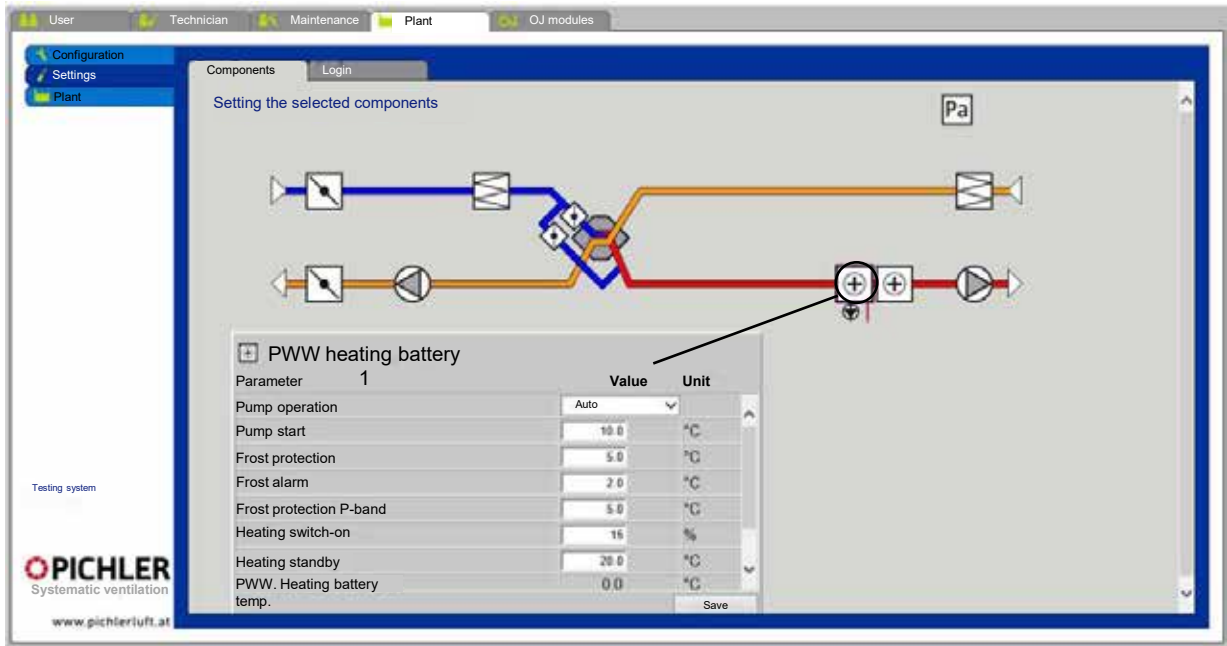 User Technician Maintenance Plant OJ modules
Configuration
Settings
Plant
Components Login
Setting the selected components
Pa
PWW heating battery
1
Parameter Value Unit
Pump operation Auto
Pump start 10.0 °C
Frost protection 5.0 °C
Frost alarm 2.0 °C
Frost protection P-band 5.0 °C
Heating switch-on 15 %
Heating standby 20.0 °C
PWW. Heating battery 0.0 °C
temp.
Save
Testing system
PICHLER
Systematic ventilation
www.pichlerluft.at